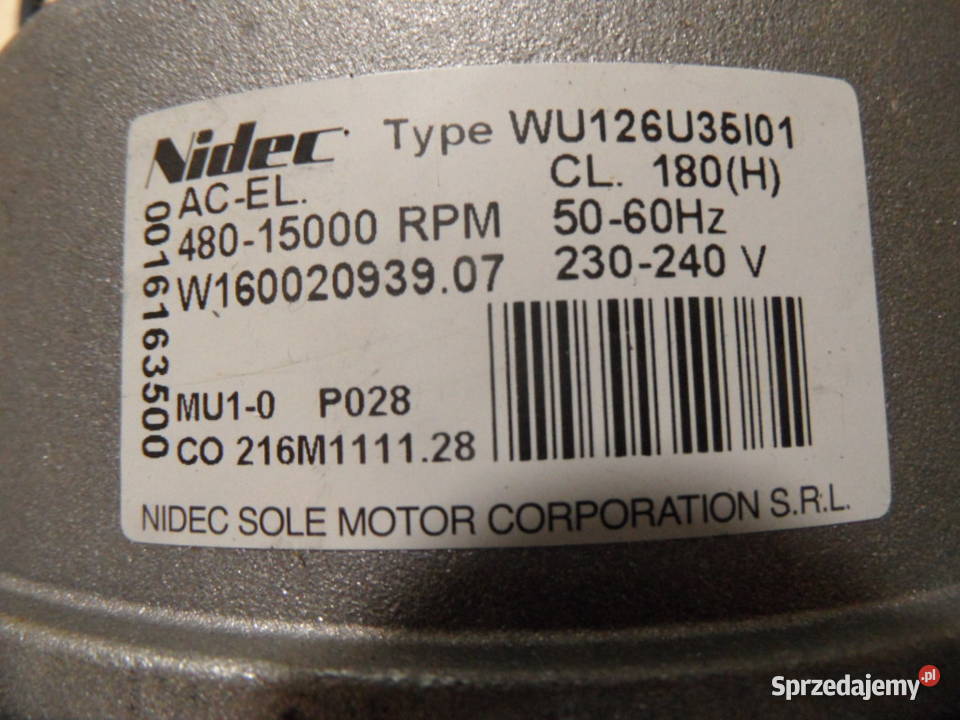 Nidec Type WU126U35I01
AC-EL. CL. 180(H)
480-15000 RPM 50-60Hz
W160020939.07 230-240 V
00161163500
MU1-0 P028
CO 216M1111.28
NIDEC SOLE MOTOR CORPORATION S.R.L.
Sprzedajemy.pl